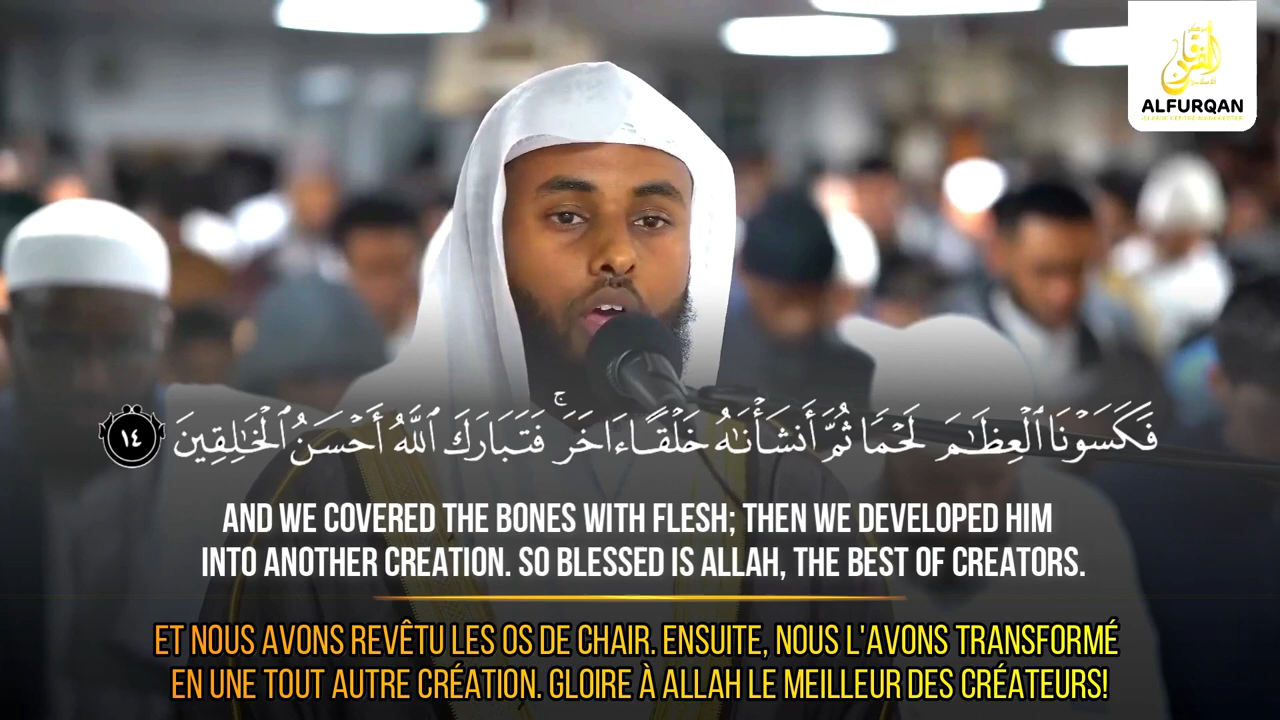 ALFURQAN
فَكَسَوْنَا ٱلْعِظَـٰمَ لَحْمًا ثُمَّ أَنشَأْنَـٰهُ خَلْقًا ءَاخَرَ ۚ فَتَبَارَكَ ٱللَّهُ أَحْسَنُ ٱلْخَـٰلِقِينَ ١٤
AND WE COVERED THE BONES WITH FLESH; THEN WE DEVELOPED HIM
INTO ANOTHER CREATION. SO BLESSED IS ALLAH, THE BEST OF CREATORS.
ET NOUS AVONS REVÊTU LES OS DE CHAIR. ENSUITE, NOUS L'AVONS TRANSFORMÉ
EN UNE TOUT AUTRE CRÉATION. GLOIRE À ALLAH LE MEILLEUR DES CRÉATEURS!